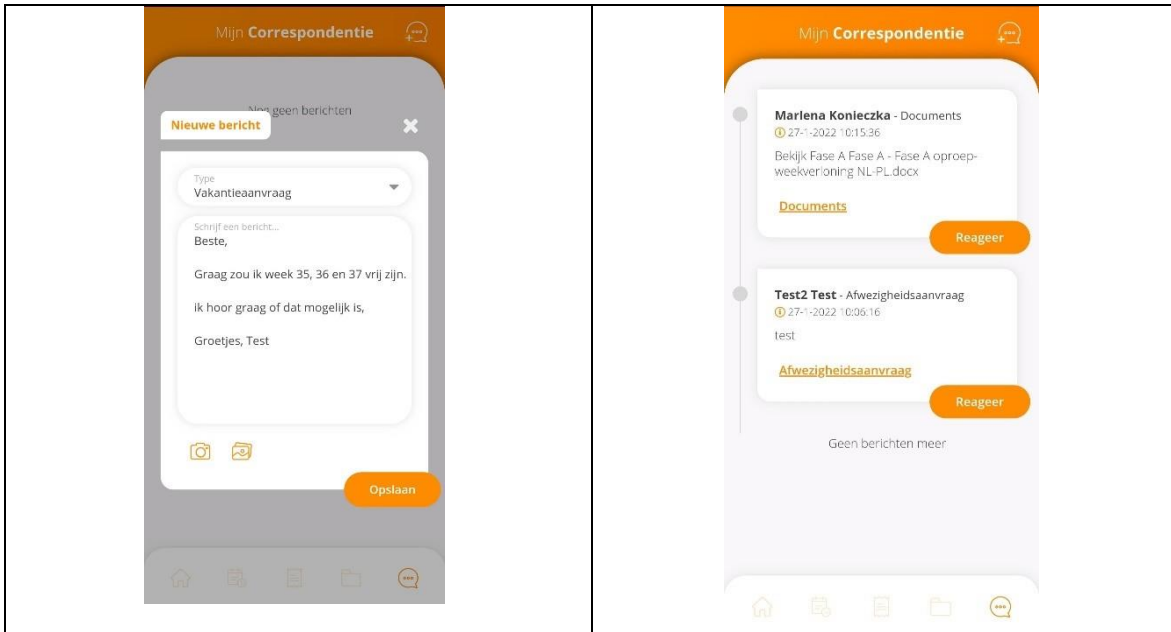 Mijn Correspondentie
Nog geen berichten
Nieuwe bericht
Type
Vakantieaanvraag
Schrijf een bericht...
Beste,
Graag zou ik week 35, 36 en 37 vrij zijn.
ik hoor graag of dat mogelijk is,
Groetjes, Test
Opslaan
Mijn Correspondentie
Marlena Konieczka - Documents
27-1-2022 10:15:36
Bekijk Fase A Fase A - Fase A oproep-
weekverloning NL-PL.docx
Documents
Reageer
Test2 Test - Afwezigheidsaanvraag
27-1-2022 10:06:16
test
Afwezigheidsaanvraag
Reageer
Geen berichten meer